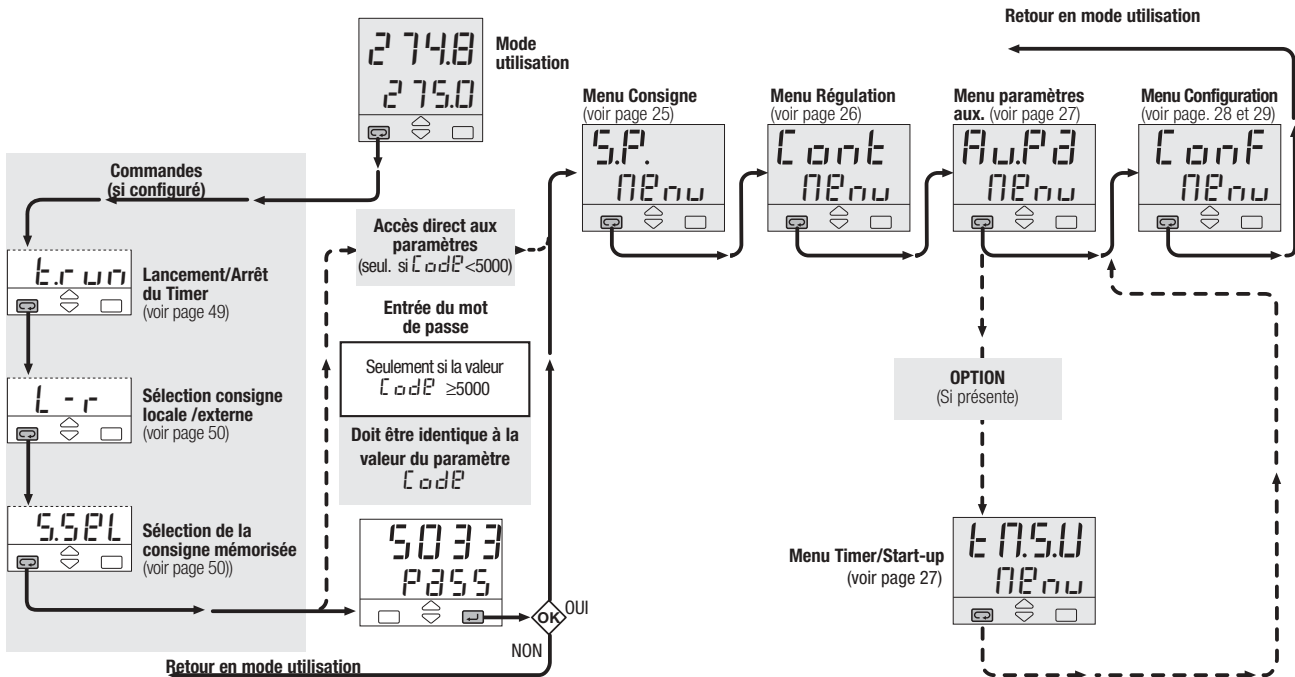 Retour en mode utilisation
274.8
275.0
Mode
utilisation
Menu Consigne
(voir page 25)
S.P.
MEnu
Menu Régulation
(voir page 26)
Cont
MEnu
Menu paramètres
aux. (voir page 27)
Au.Pa
MEnu
Menu Configuration
(voir page. 28 et 29)
ConF
MEnu
Commandes
(si configuré)
t.run
Lancement/Arrêt
du Timer
(voir page 49)
L-r
Sélection consigne
locale /externe
(voir page 50)
S.SEL
Sélection de la
consigne mémorisée
(voir page 50))
Accès direct aux
paramètres
(seul. si CodE<5000)
Entrée du mot
de passe
Seulement si la valeur
CodE ≥5000
Doit être identique à la
valeur du paramètre
CodE
5033
PaSS
OK
OUI
NON
Retour en mode utilisation
OPTION
(Si présente)
Menu Timer/Start-up
(voir page 27)
tM.S.U
MEnu